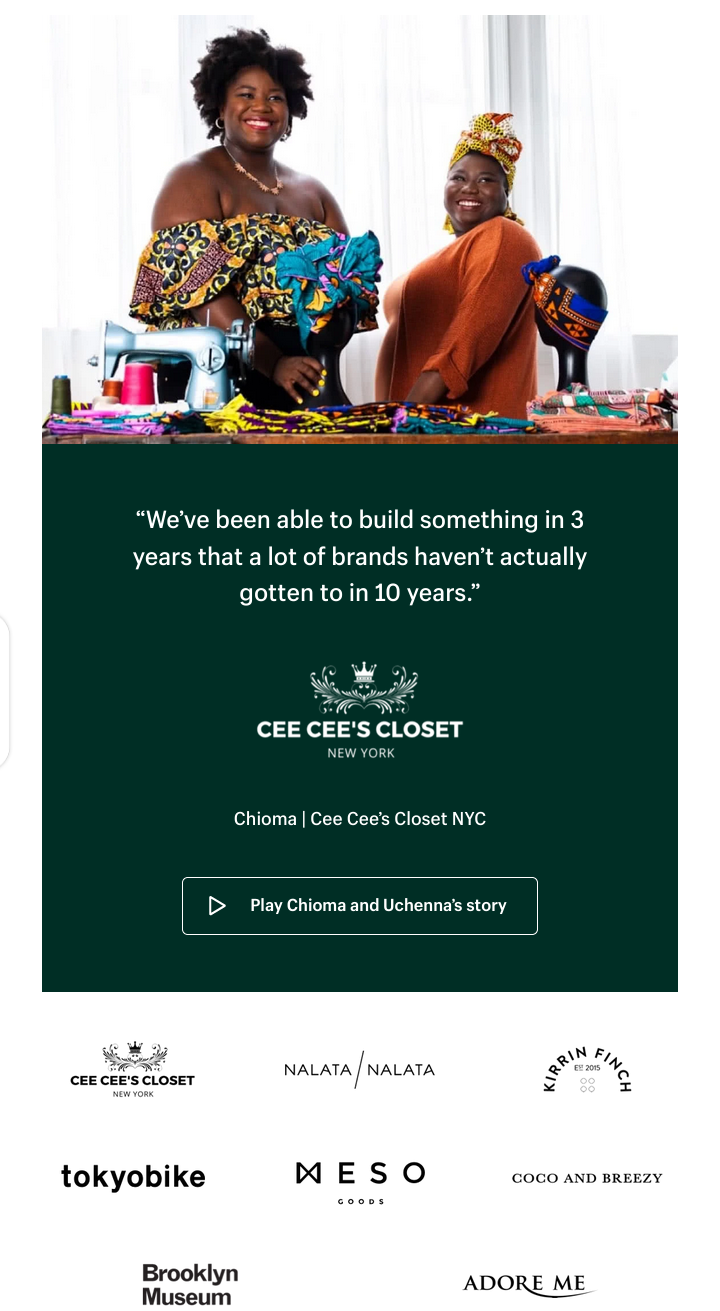 “We’ve been able to build something in 3
years that a lot of brands haven’t actually
gotten to in 10 years.”
CEE CEE'S CLOSET
NEW YORK
Chioma | Cee Cee’s Closet NYC
Play Chioma and Uchenna’s story
CEE CEE'S CLOSET
NEW YORK
NALATA / NALATA
KIRRIN FINCH
EST 2015
tokyobike
MESO
GOODS
COCO AND BREEZY
Brooklyn
Museum
ADORE ME